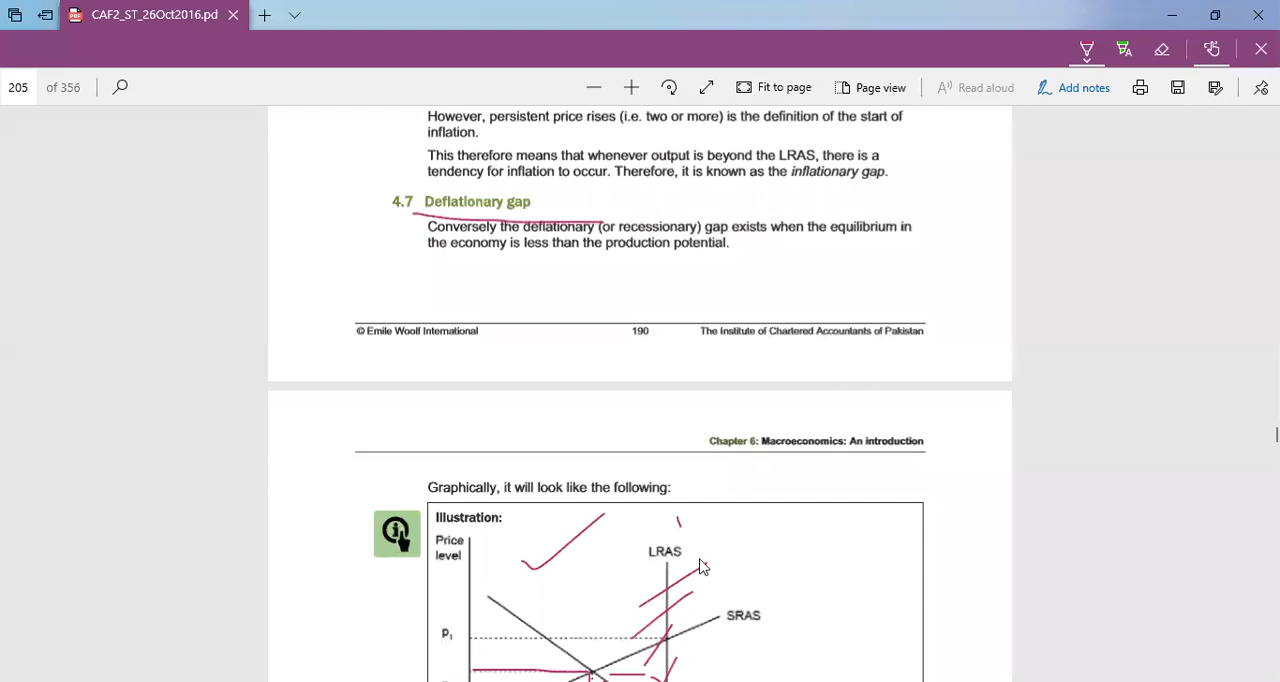 CAF2_ST_26Oct2016.pd
205 of 356
Fit to page
Page view
Read aloud
Add notes
However, persistent price rises (i.e. two or more) is the definition of the start of
inflation.
This therefore means that whenever output is beyond the LRAS, there is a
tendency for inflation to occur. Therefore, it is known as the inflationary gap.
4.7 Deflationary gap
Conversely the deflationary (or recessionary) gap exists when the equilibrium in
the economy is less than the production potential.
© Emile Woolf International 190 The Institute of Chartered Accountants of Pakistan
Chapter 6: Macroeconomics: An introduction
Graphically, it will look like the following:
Illustration:
Price
level
LRAS
SRAS
P1